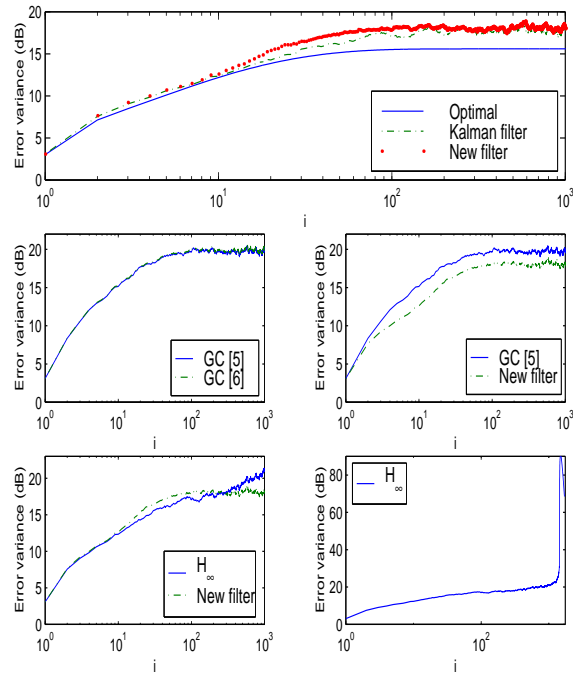 20
15
10
5
0
Error variance (dB)
Optimal
Kalman filter
New filter
10^0
10^1
10^2
10^3
i
20
15
10
5
0
Error variance (dB)
GC [5]
GC [6]
10^0
10^1
10^2
10^3
i
20
15
10
5
0
Error variance (dB)
GC [5]
New filter
10^0
10^1
10^2
10^3
i
20
15
10
5
0
Error variance (dB)
H_∞
New filter
10^0
10^1
10^2
10^3
i
80
60
40
20
0
Error variance (dB)
H_∞
10^0
10^2
i